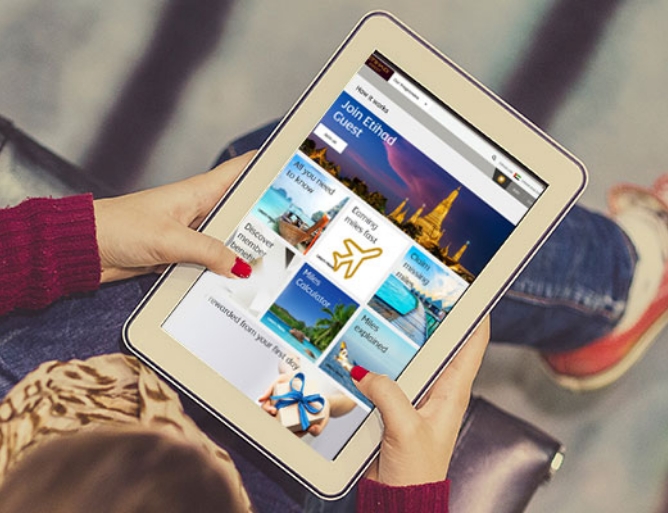 How it works
Join Etihad
Guest
All you need
to know
Earning
miles fast
Claim
missing
miles
Discover
member
benefits
Miles
Calculator
Miles
explained
rewarded from your first day